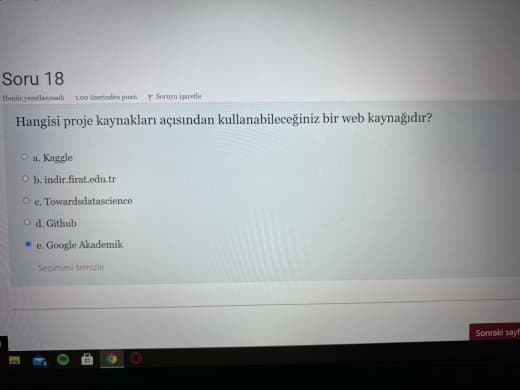 Soru 18
Henüz yanıtlanmadı 1,00 üzerinden puan Soruyu işaretle
Hangisi proje kaynakları açısından kullanabileceğiniz bir web kaynağıdır?
a. Kaggle
b. indir.firat.edu.tr
c. Towardsdatascience
d. Github
e. Google Akademik
Seçimimi temizle
Sonraki sayf